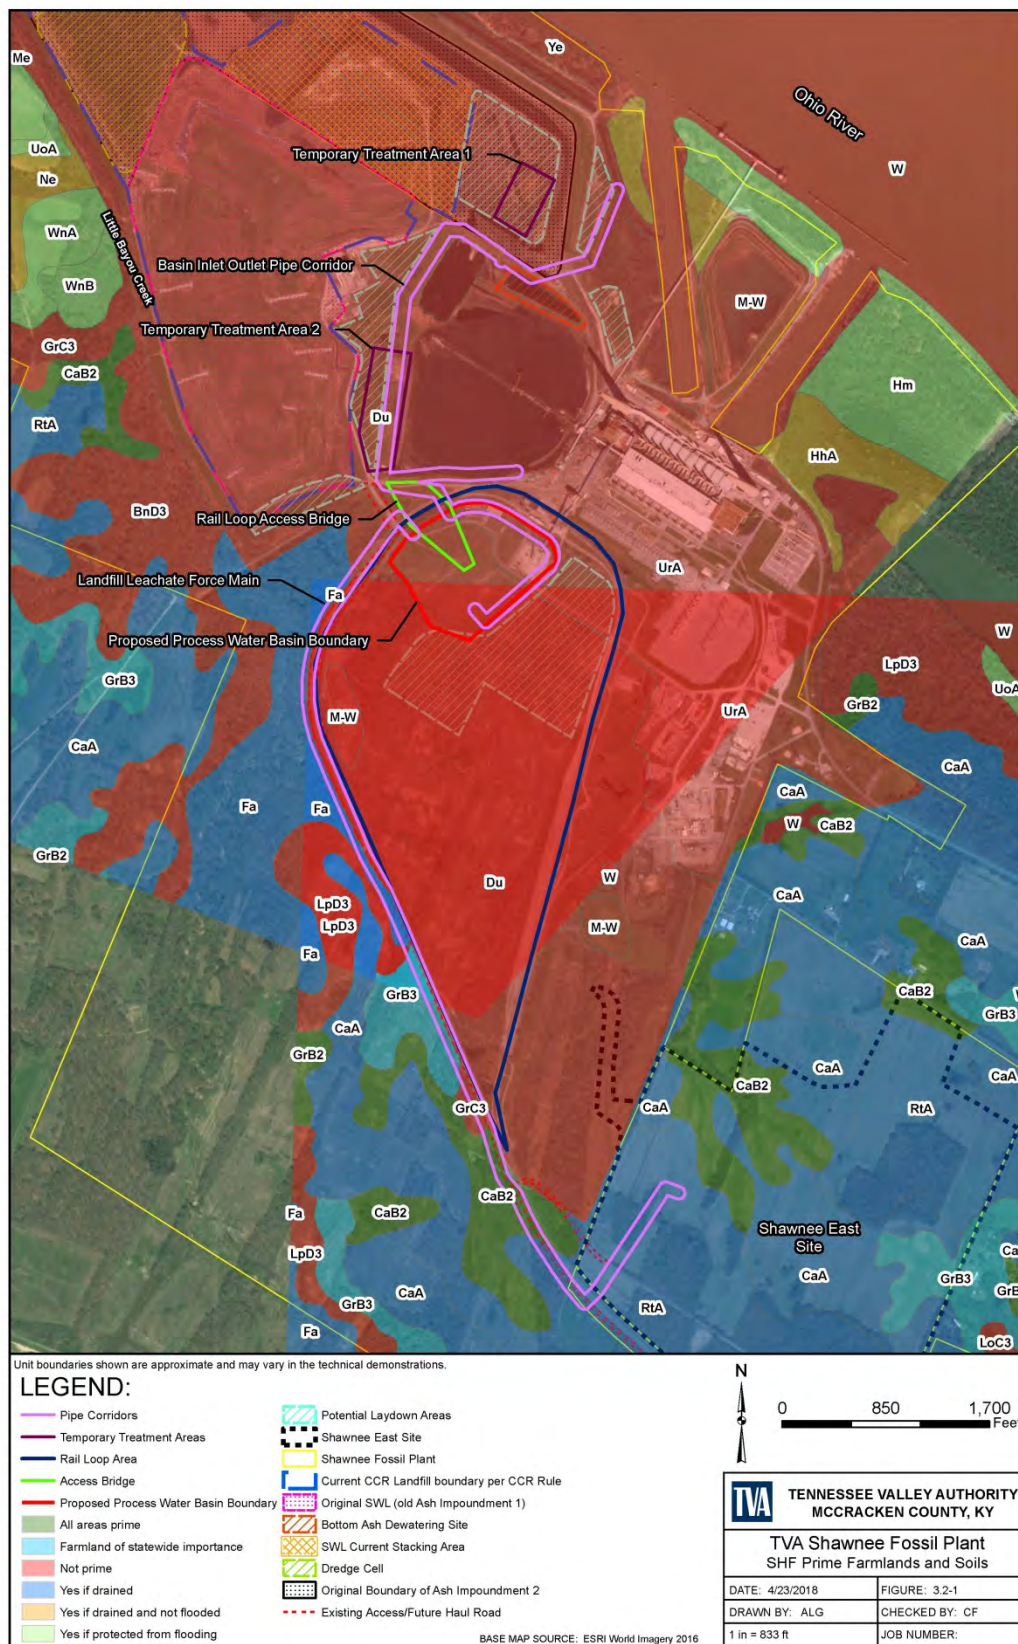 Ye
Me
Ohio River
Temporary Treatment Area 1
UoA
W
Ne
WnA
Little Bayou Creek
Basin Inlet Outlet Pipe Corridor
WnB
M-W
Temporary Treatment Area 2
GrC3
CaB2
Hm
RtA
Du
HhA
BnD3
Rail Loop Access Bridge
UrA
Landfill Leachate Force Main
Fa
W
Proposed Process Water Basin Boundary
LpD3
GrB3
UoA
GrB2
M-W
UrA
CaA
CaA
Fa
Fa
CaA
W
CaB2
GrB2
Du
W
CaA
LpD3
LpD3
M-W
Fa
CaA
GrB3
CaB2
GrB3
CaA
GrB2
CaA
CaB2
CaA
GrC3
CaA
RtA
CaB2
Fa
CaB2
Shawnee East
Site
LpD3
CaA
GrB3
CaA
GrB3
RtA
Fa
LoC3
Unit boundaries shown are approximate and may vary in the technical demonstrations.
LEGEND:
Pipe Corridors
Temporary Treatment Areas
Rail Loop Area
Access Bridge
Proposed Process Water Basin Boundary
All areas prime
Farmland of statewide importance
Not prime
Yes if drained
Yes if drained and not flooded
Yes if protected from flooding
Potential Laydown Areas
Shawnee East Site
Shawnee Fossil Plant
Current CCR Landfill boundary per CCR Rule
Original SWL (old Ash Impoundment 1)
Bottom Ash Dewatering Site
SWL Current Stacking Area
Dredge Cell
Original Boundary of Ash Impoundment 2
Existing Access/Future Haul Road
BASE MAP SOURCE: ESRI World Imagery 2016
N
0 850 1,700
Feet
TVA
TENNESSEE VALLEY AUTHORITY
MCCRACKEN COUNTY, KY
TVA Shawnee Fossil Plant
SHF Prime Farmlands and Soils
DATE: 4/23/2018
FIGURE: 3.2-1
DRAWN BY: ALG
CHECKED BY: CF
1 in = 833 ft
JOB NUMBER: